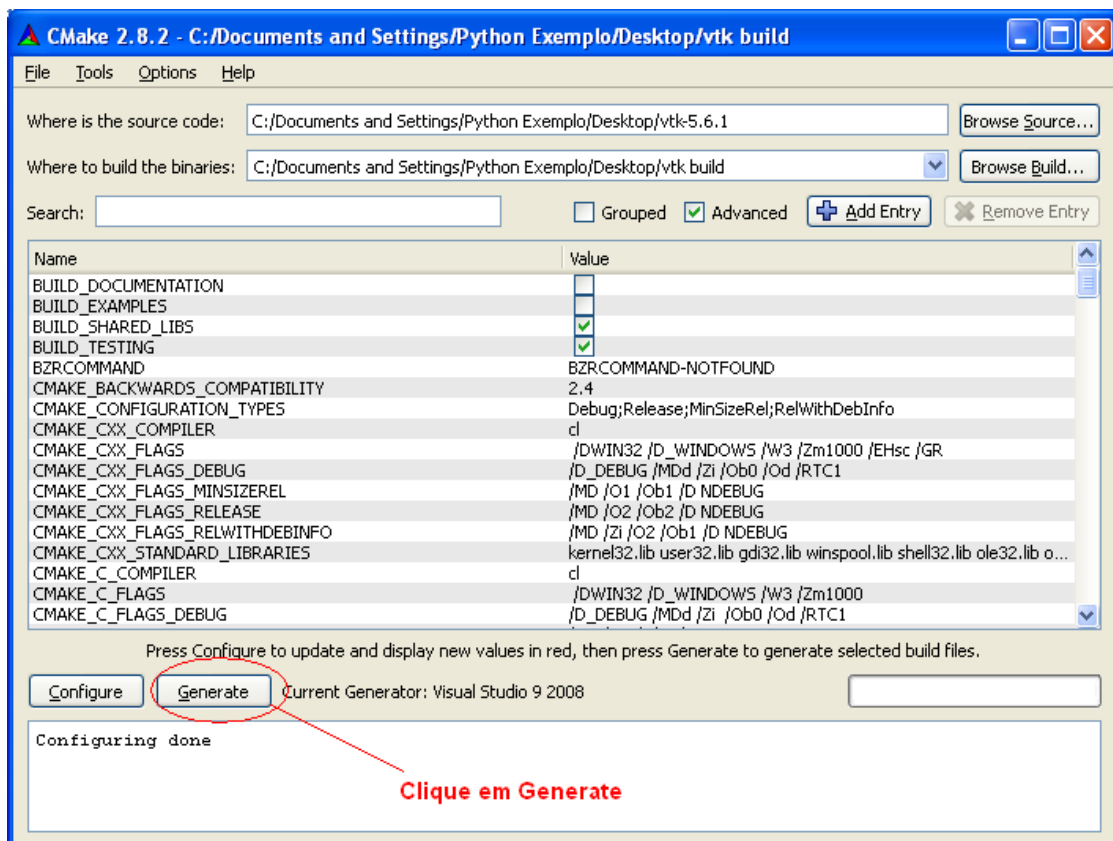 CMake 2.8.2 - C:/Documents and Settings/Python Exemplo/Desktop/vtk build
File Tools Options Help
Where is the source code: C:/Documents and Settings/Python Exemplo/Desktop/vtk-5.6.1 Browse Source...
Where to build the binaries: C:/Documents and Settings/Python Exemplo/Desktop/vtk build Browse Build...
Search: Grouped Advanced Add Entry Remove Entry
Name Value
BUILD_DOCUMENTATION
BUILD_EXAMPLES
BUILD_SHARED_LIBS
BUILD_TESTING
BZRCOMMAND BZRCOMMAND-NOTFOUND
CMAKE_BACKWARDS_COMPATIBILITY 2.4
CMAKE_CONFIGURATION_TYPES Debug;Release;MinSizeRel;RelWithDebInfo
CMAKE_CXX_COMPILER cl
CMAKE_CXX_FLAGS /DWIN32 /D_WINDOWS /W3 /Zm1000 /EHsc /GR
CMAKE_CXX_FLAGS_DEBUG /D_DEBUG /MDd /Zi /Ob0 /Od /RTC1
CMAKE_CXX_FLAGS_MINSIZEREL /MD /O1 /Ob1 /D NDEBUG
CMAKE_CXX_FLAGS_RELEASE /MD /O2 /Ob2 /D NDEBUG
CMAKE_CXX_FLAGS_RELWITHDEBINFO /MD /Zi /O2 /Ob1 /D NDEBUG
CMAKE_CXX_STANDARD_LIBRARIES kernel32.lib user32.lib gdi32.lib winspool.lib shell32.lib ole32.lib o...
CMAKE_C_COMPILER cl
CMAKE_C_FLAGS /DWIN32 /D_WINDOWS /W3 /Zm1000
CMAKE_C_FLAGS_DEBUG /D_DEBUG /MDd /Zi /Ob0 /Od /RTC1
Press Configure to update and display new values in red, then press Generate to generate selected build files.
Configure Generate Current Generator: Visual Studio 9 2008
Configuring done
Clique em Generate